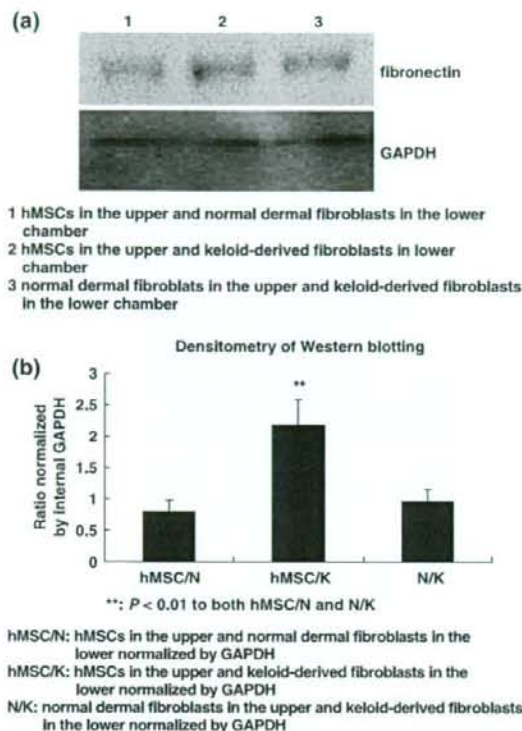 (a)
1 2 3
fibronectin
GAPDH
1 hMSCs in the upper and normal dermal fibroblasts in the lower
chamber
2 hMSCs in the upper and keloid-derived fibroblasts in lower
chamber
3 normal dermal fibroblats in the upper and keloid-derived fibroblasts
in the lower chamber
Densitometry of Western blotting
(b)
Ratio normalized
by internal GAPDH
3
2.5
2
1.5
1
0.5
0
**
hMSC/N hMSC/K N/K
**: P < 0.01 to both hMSC/N and N/K
hMSC/N: hMSCs in the upper and normal dermal fibroblasts in the
lower normalized by GAPDH
hMSC/K: hMSCs in the upper and keloid-derived fibroblasts in the
lower normalized by GAPDH
N/K: normal dermal fibroblasts in the upper and keloid-derived fibroblasts
in the lower normalized by GAPDH